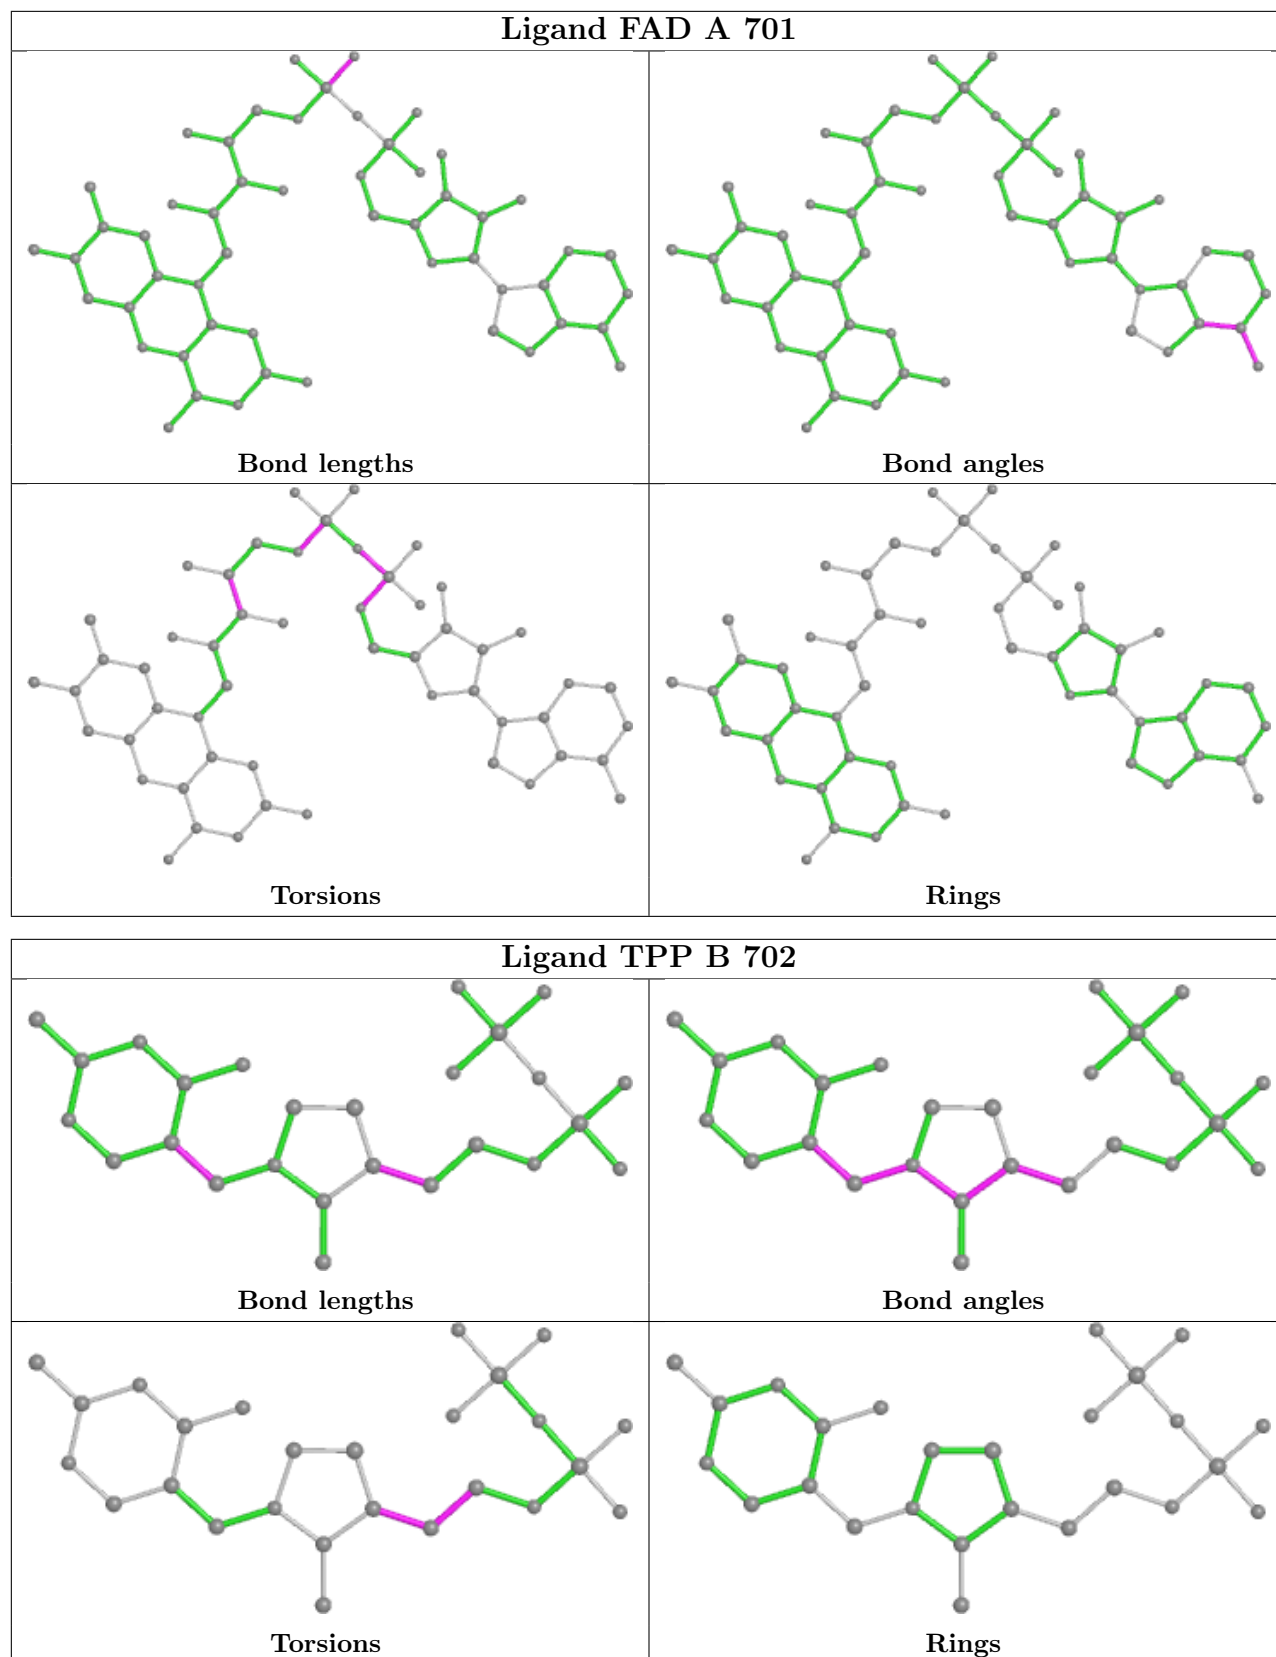 Ligand FAD A 701
Bond lengths
Bond angles
Torsions
Rings
Ligand TPP B 702
Bond lengths
Bond angles
Torsions
Rings